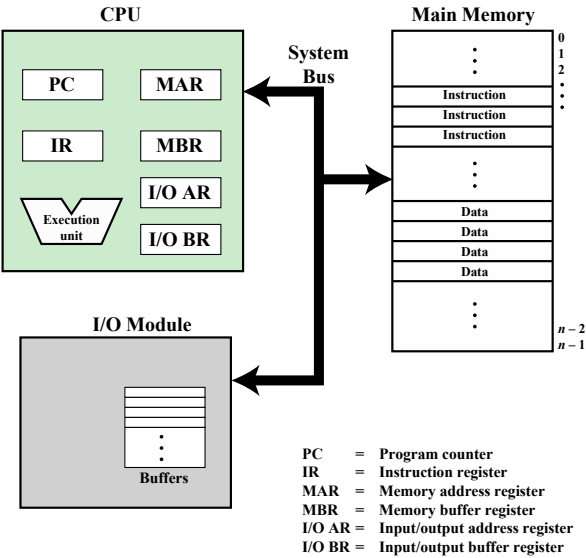 CPU
Main Memory
System
Bus
PC
MAR
IR
MBR
I/O AR
I/O BR
Execution
unit
0
1
2
Instruction
Instruction
Instruction
Data
Data
Data
Data
n – 2
n – 1
I/O Module
Buffers
PC = Program counter
IR = Instruction register
MAR = Memory address register
MBR = Memory buffer register
I/O AR = Input/output address register
I/O BR = Input/output buffer register